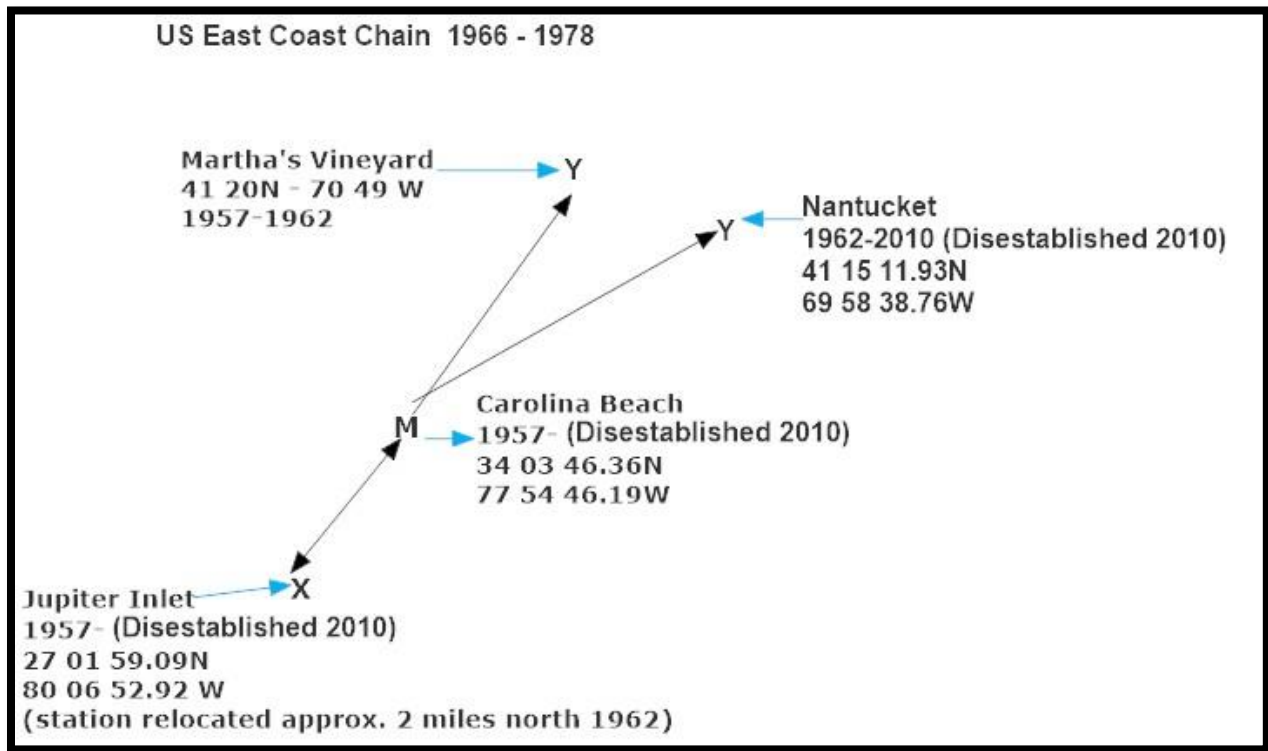 US East Coast Chain  1966 - 1978
Martha's Vineyard
41 20N - 70 49 W
1957-1962
Y
Y
Nantucket
1962-2010 (Disestablished 2010)
41 15 11.93N
69 58 38.76W
M
Carolina Beach
1957- (Disestablished 2010)
34 03 46.36N
77 54 46.19W
X
Jupiter Inlet
1957- (Disestablished 2010)
27 01 59.09N
80 06 52.92 W
(station relocated approx. 2 miles north 1962)